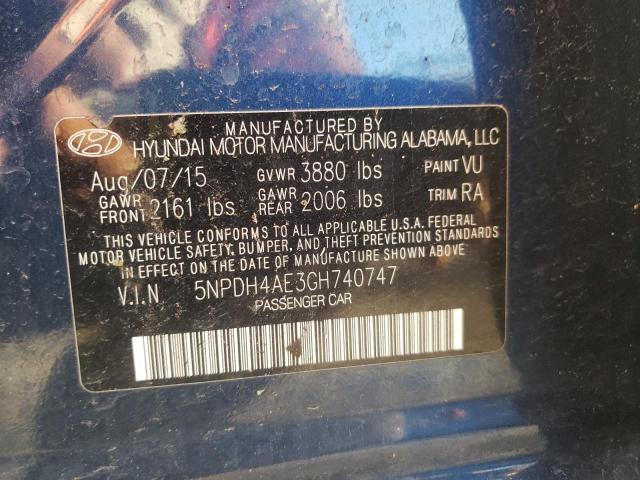 MANUFACTURED BY
HYUNDAI MOTOR MANUFACTURING ALABAMA, LLC
Aug/07/15 GVWR 3880 lbs PAINT VU
GAWR FRONT 2161 lbs GAWR REAR 2006 lbs TRIM RA
THIS VEHICLE CONFORMS TO ALL APPLICABLE U.S.A. FEDERAL
MOTOR VEHICLE SAFETY, BUMPER, AND THEFT PREVENTION STANDARDS
IN EFFECT ON THE DATE OF MANUFACTURE SHOWN ABOVE
V.I.N 5NPDH4AE3GH740747
PASSENGER CAR